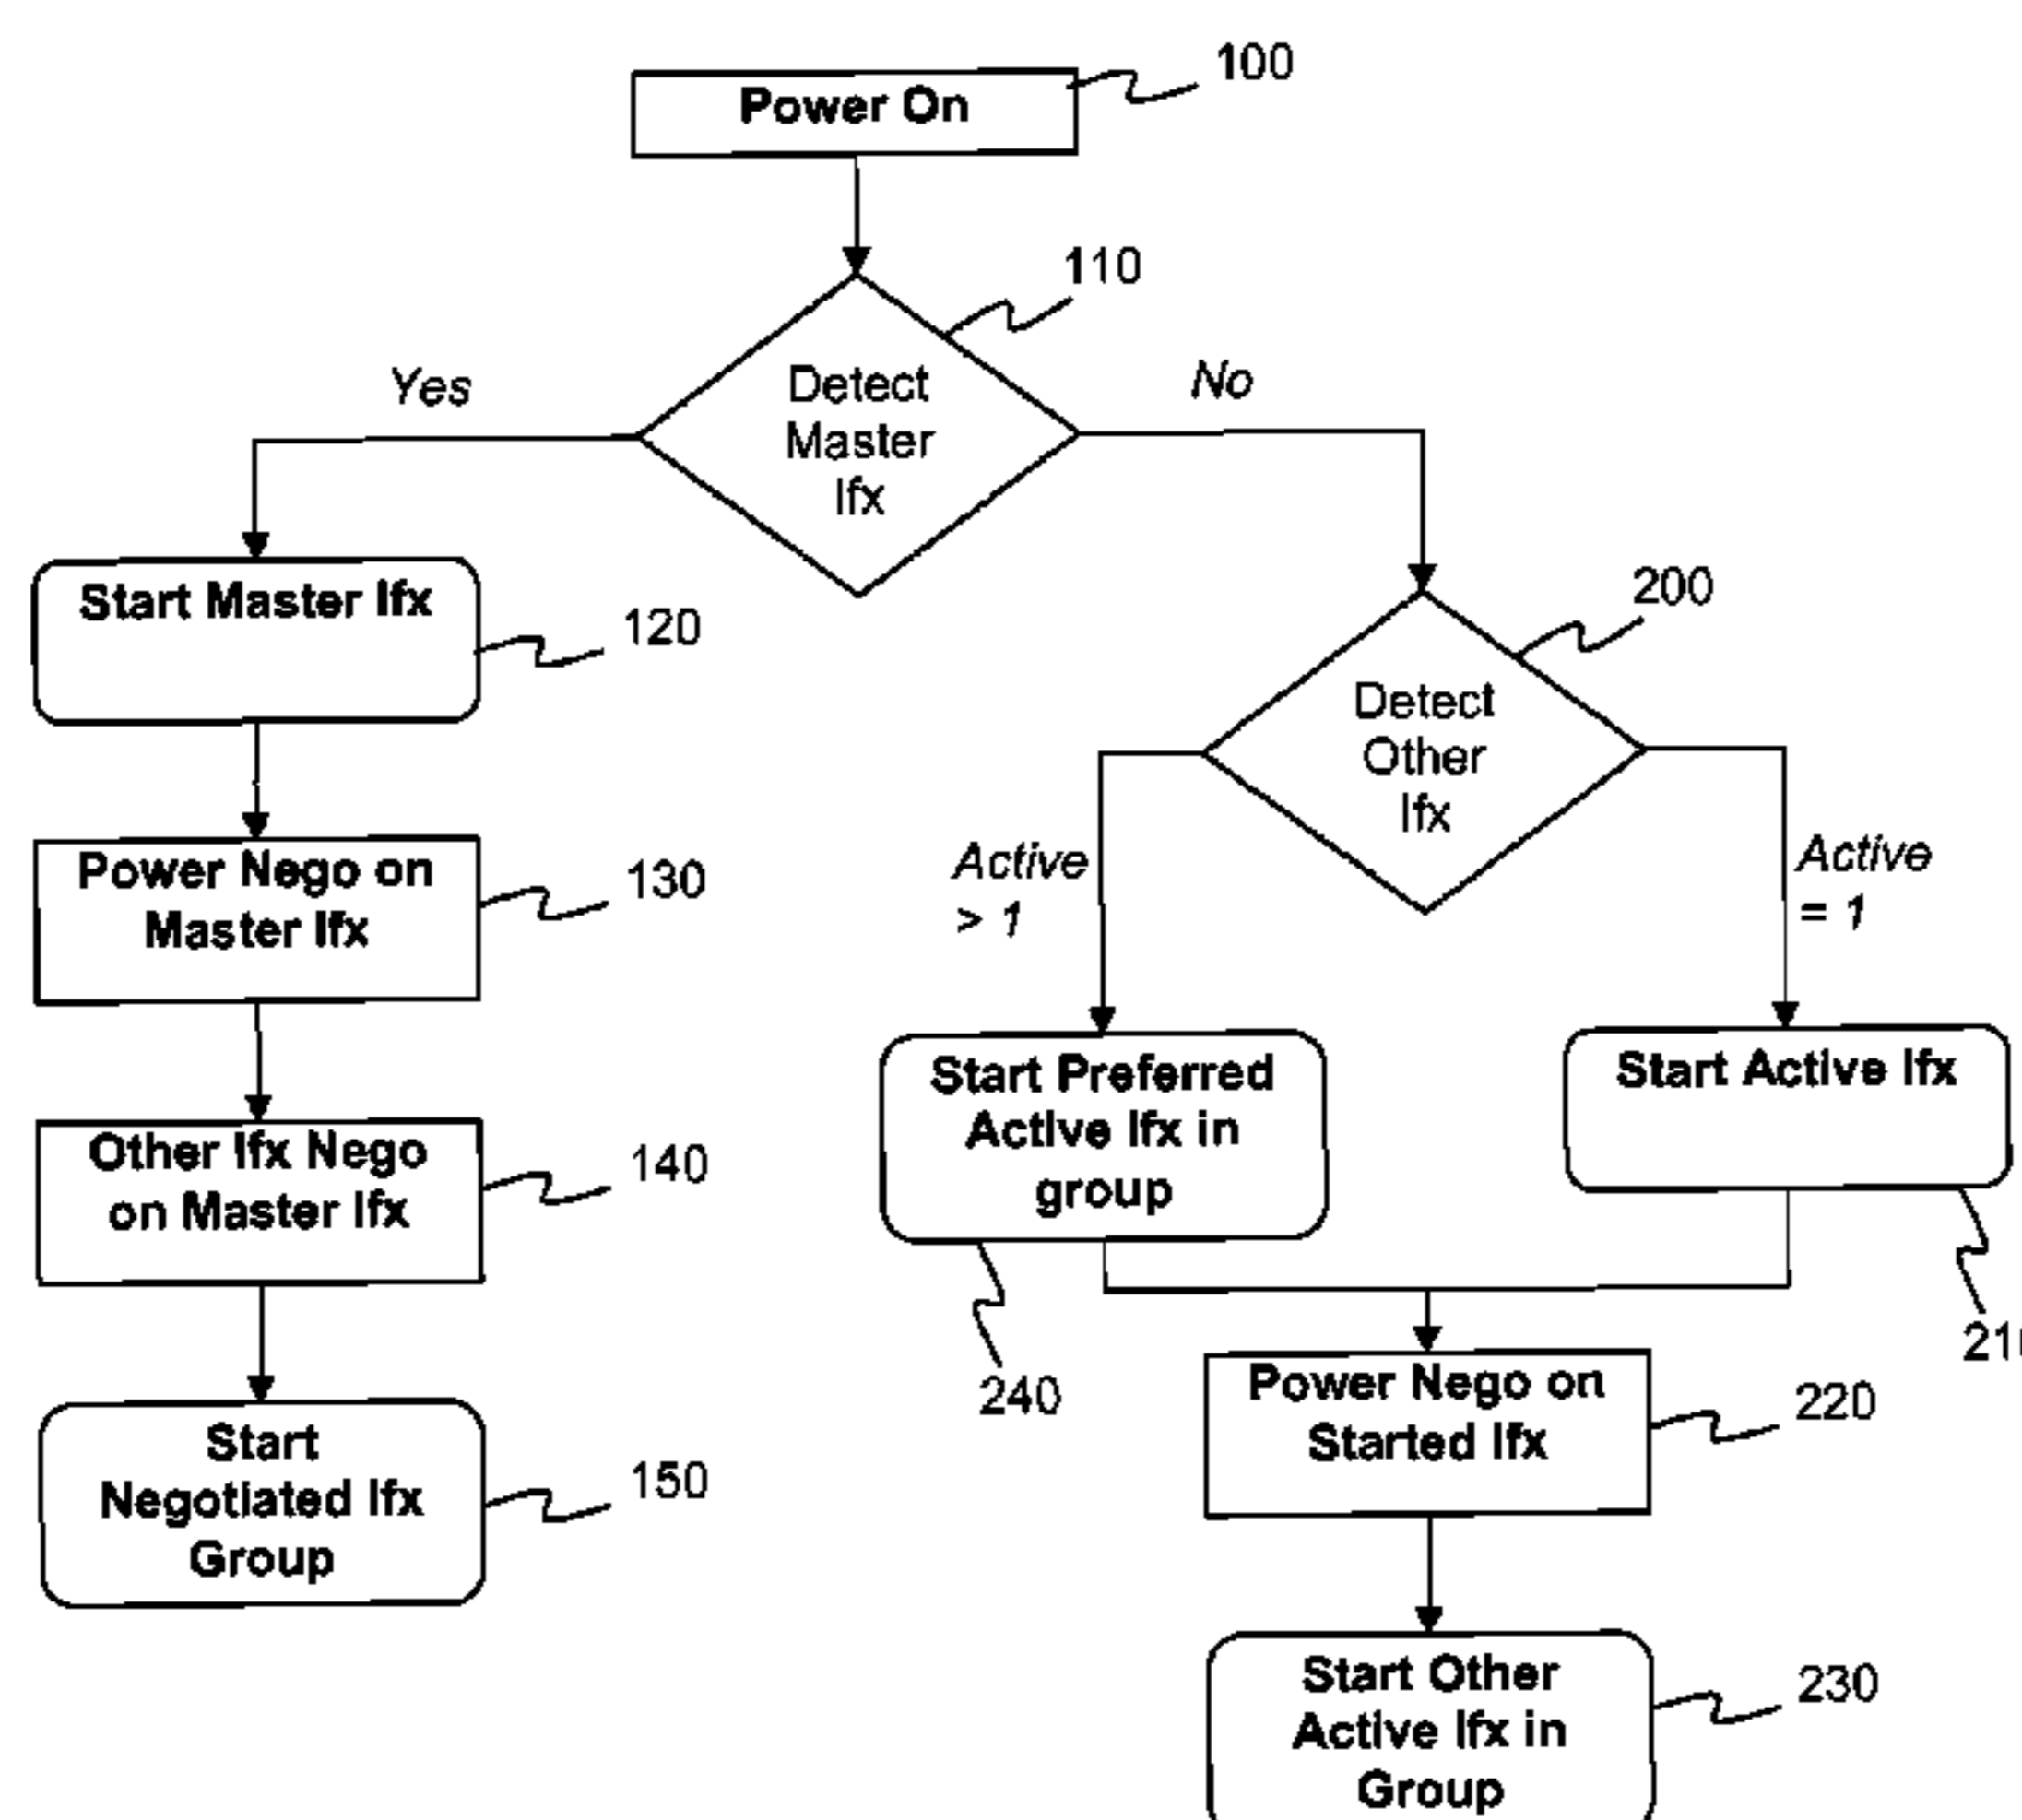 Power On
100
110
Detect
Master
Ifx
Yes
No
Start Master Ifx
120
200
Detect
Other
Ifx
Power Nego on
Master Ifx
130
Active
> 1
Active
= 1
Other Ifx Nego
on Master Ifx
140
Start Preferred
Active Ifx in
group
240
Start Active Ifx
Start
Negotiated Ifx
Group
150
Power Nego on
Started Ifx
220
Start Other
Active Ifx in
Group
230